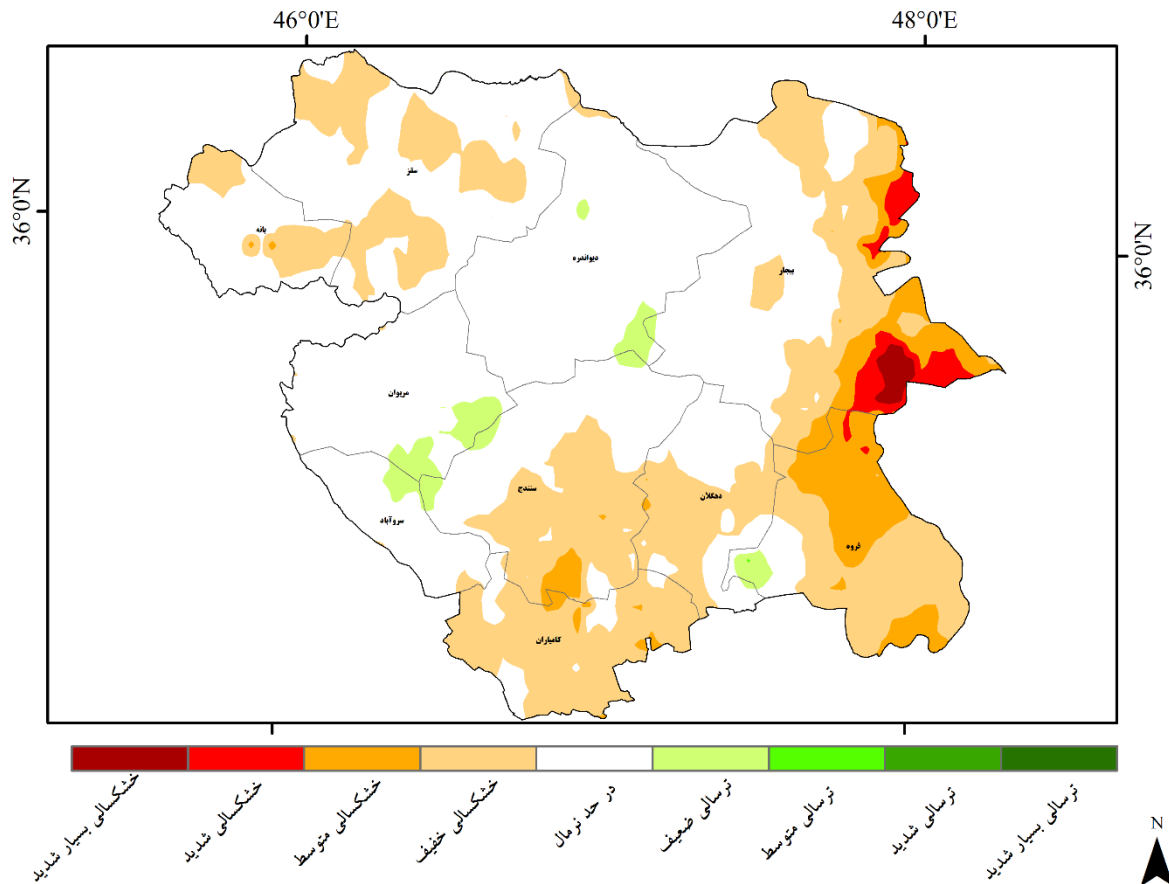 46°0'E
48°0'E
36°0'N
36°0'N
سقز
بانه
دیواندره
بیجار
مریوان
سنندج
دهگلان
سروآباد
قروه
کامیاران
خشکسالی بسیار شدید
خشکسالی شدید
خشکسالی متوسط
خشکسالی خفیف
در حد نرمال
ترسالی ضعیف
ترسالی متوسط
ترسالی شدید
ترسالی بسیار شدید
N